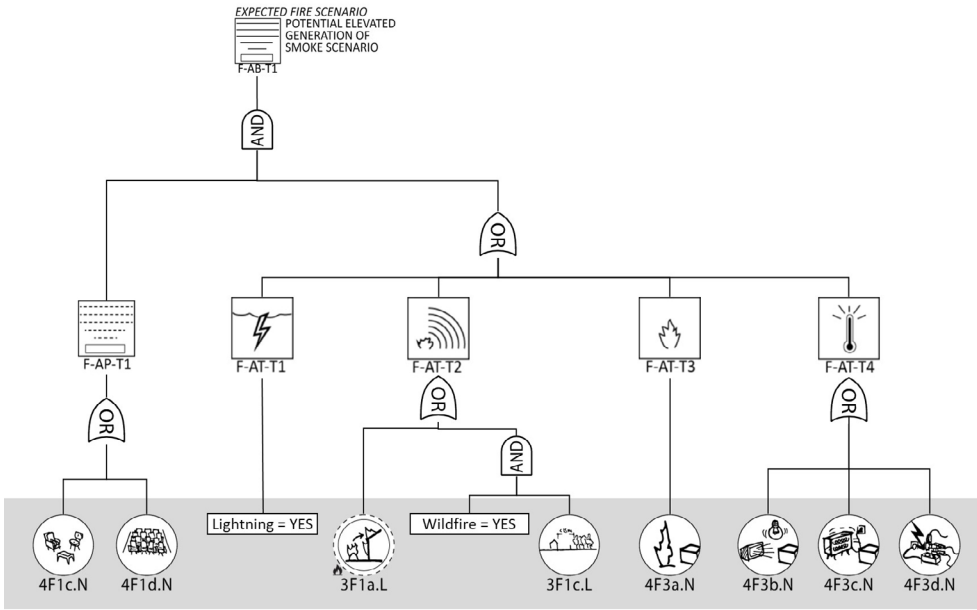 EXPECTED FIRE SCENARIO
POTENTIAL ELEVATED
GENERATION OF
SMOKE SCENARIO
F-AB-T1
AND
OR
F-AP-T1
F-AT-T1
F-AT-T2
F-AT-T3
F-AT-T4
OR
OR
OR
AND
Lightning = YES
Wildfire = YES
4F1c.N
4F1d.N
3F1a.L
3F1c.L
4F3a.N
4F3b.N
4F3c.N
4F3d.N